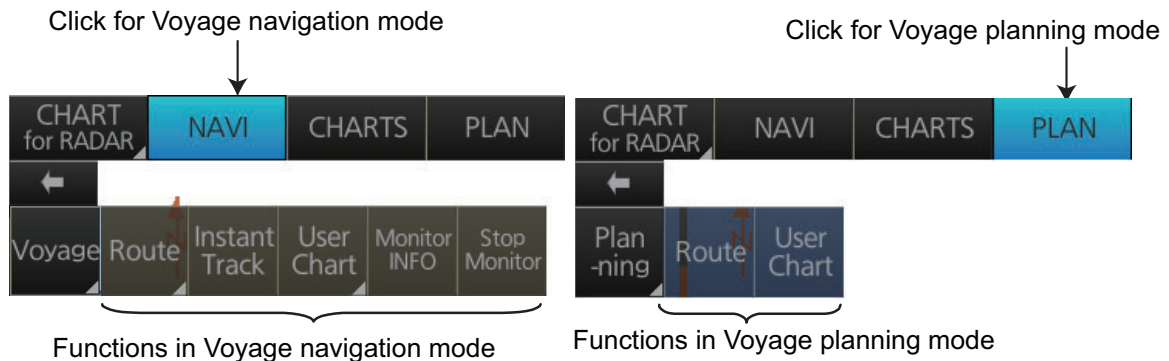 Click for Voyage navigation mode
Click for Voyage planning mode
CHART
for RADAR
NAVI
CHARTS
PLAN
CHART
for RADAR
NAVI
CHARTS
PLAN
Voyage
Route
N
Instant
Track
User
Chart
Monitor
INFO
Stop
Monitor
Plan
-ning
Route
N
User
Chart
Functions in Voyage navigation mode
Functions in Voyage planning mode